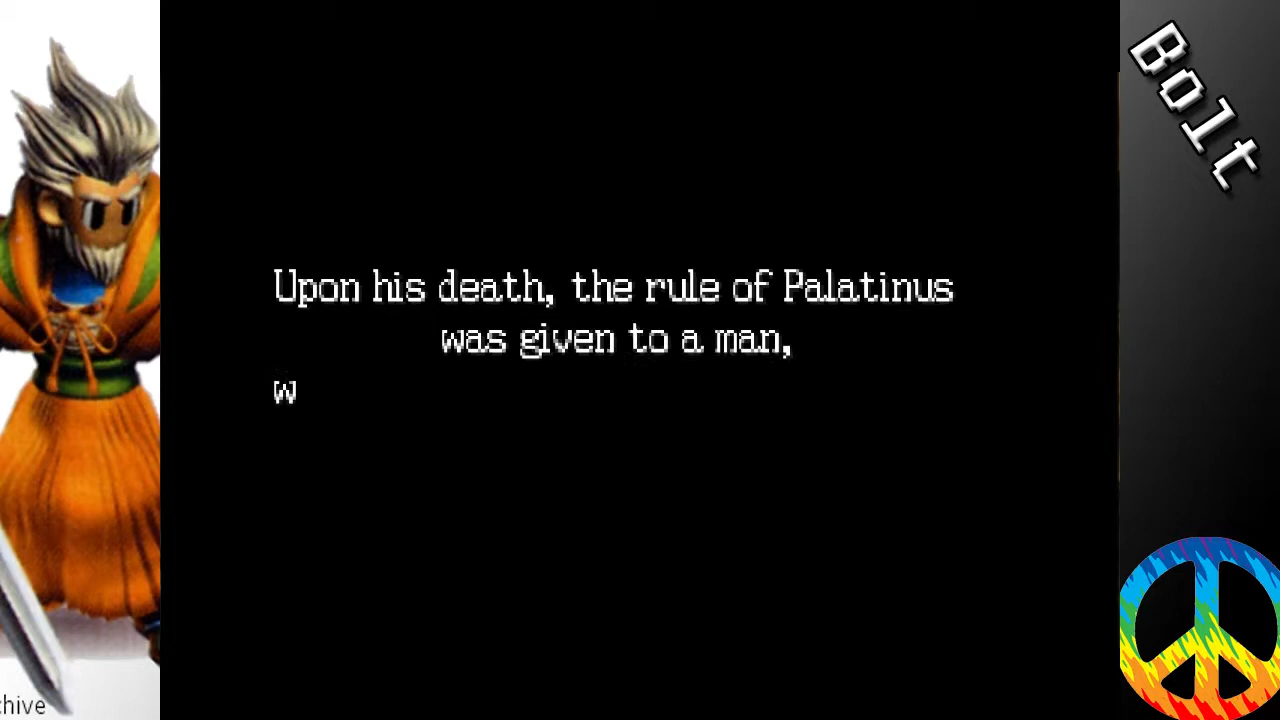 Bolt
Upon his death, the rule of Palatinus
was given to a man,
w
chive